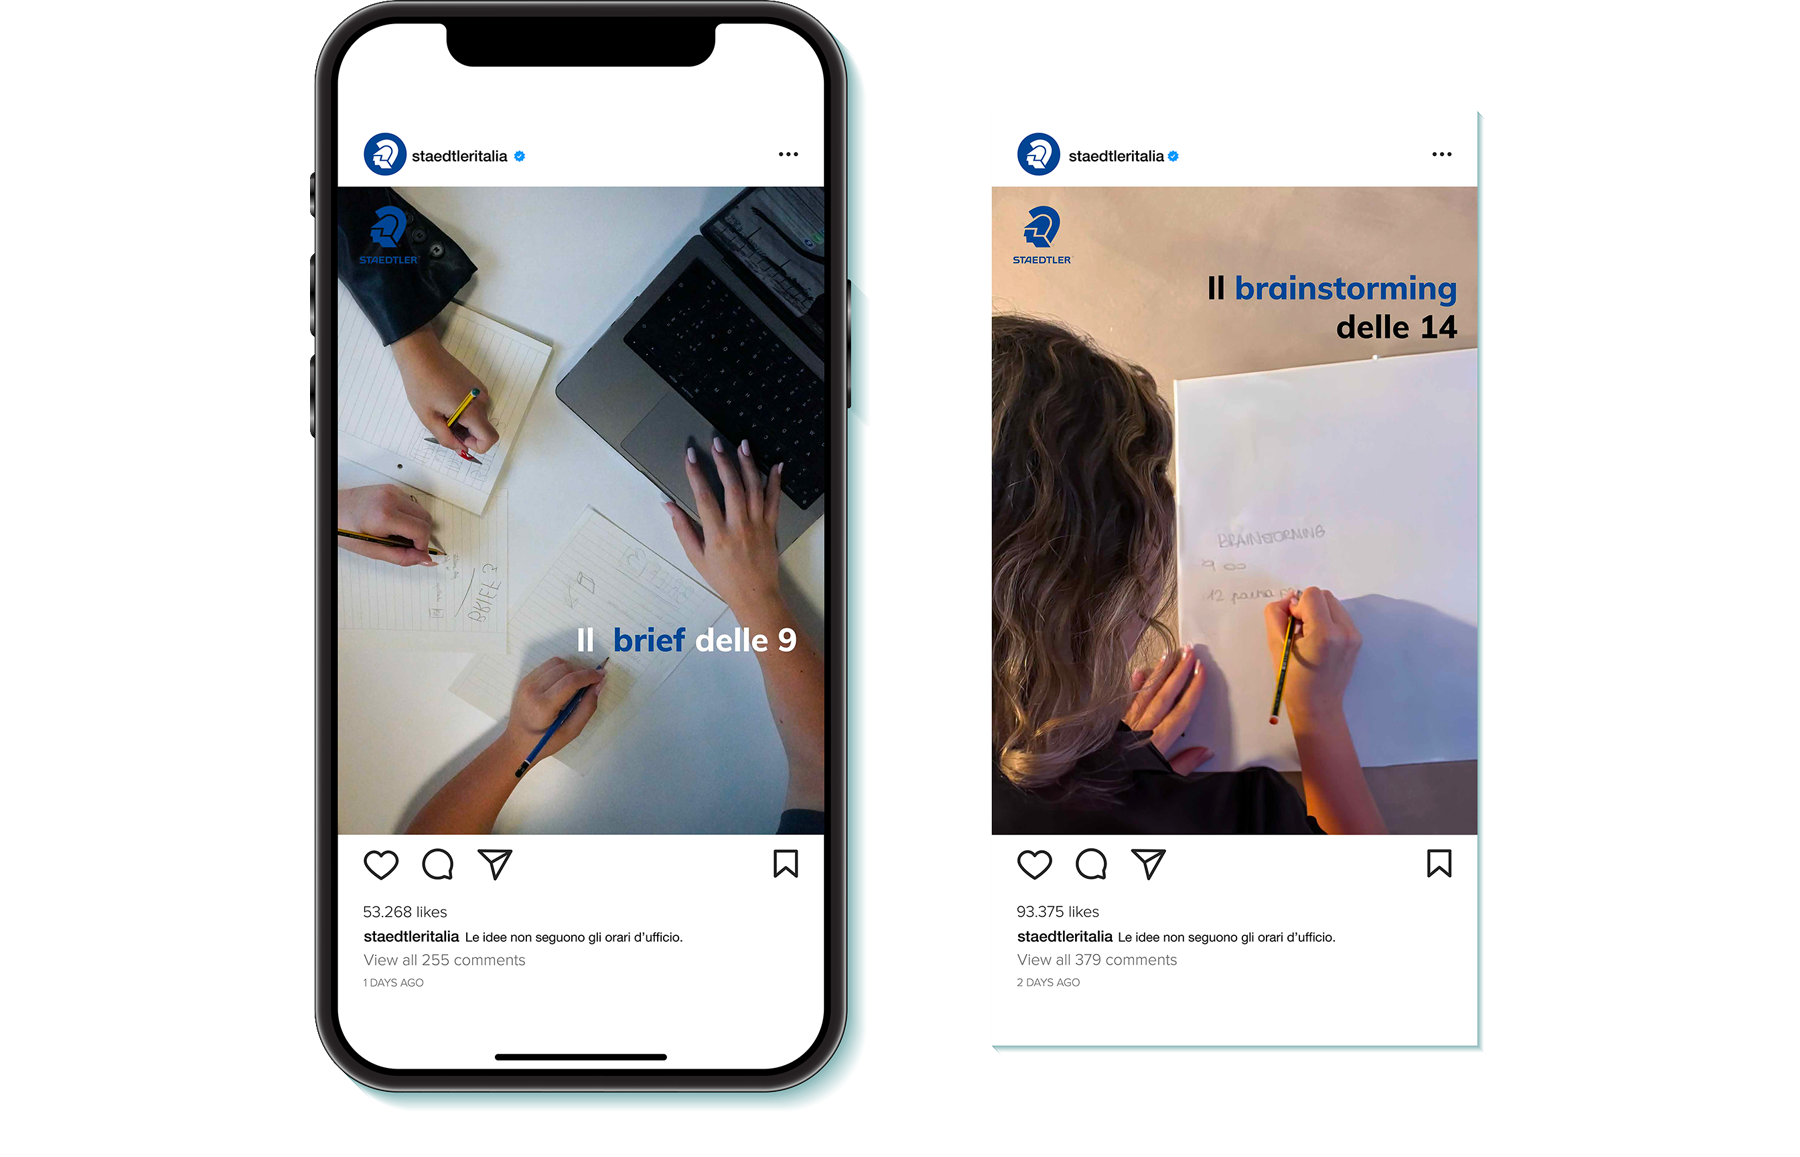 staedtleritalia
STAEDTLER
BRIEF 3
Il brief delle 9
53.268 likes
staedtleritalia Le idee non seguono gli orari d'ufficio.
View all 255 comments
1 DAYS AGO
staedtleritalia
STAEDTLER
Il brainstorming
delle 14
BRAINSTORMING
93.375 likes
staedtleritalia Le idee non seguono gli orari d'ufficio.
View all 379 comments
2 DAYS AGO